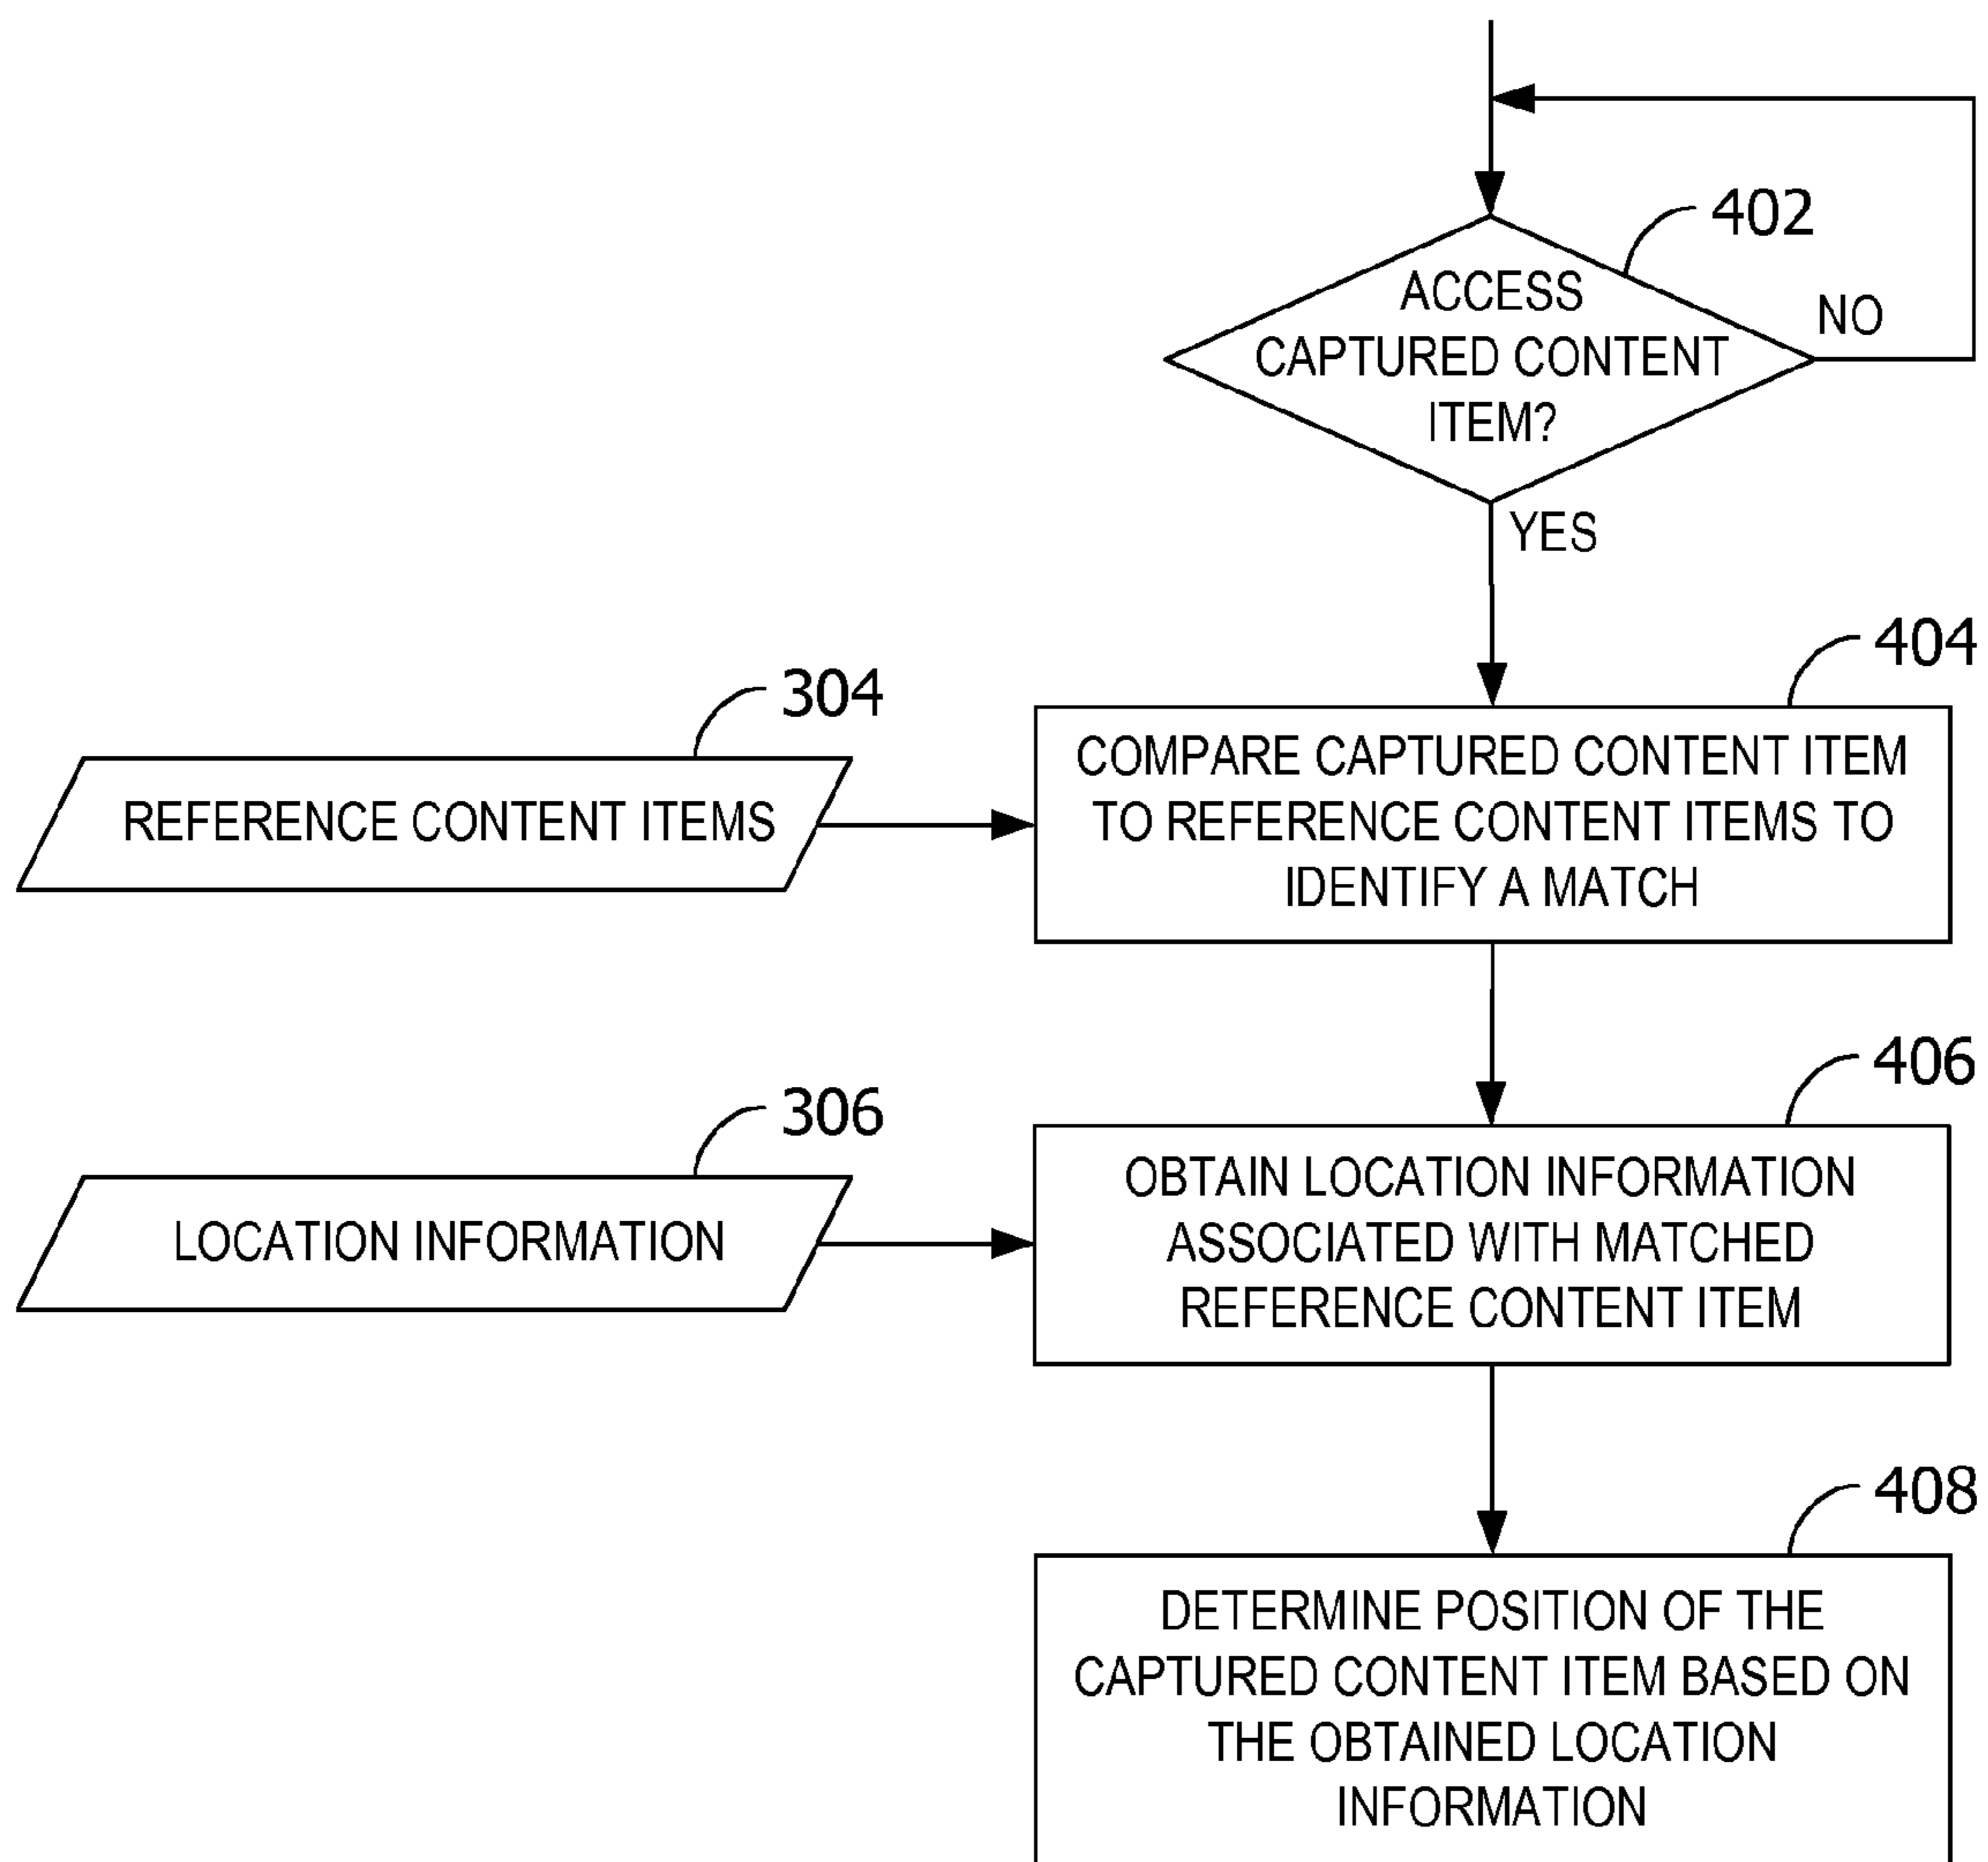 402
ACCESS
CAPTURED CONTENT
ITEM?
NO
YES
404
304
COMPARE CAPTURED CONTENT ITEM
TO REFERENCE CONTENT ITEMS TO
IDENTIFY A MATCH
REFERENCE CONTENT ITEMS
406
306
OBTAIN LOCATION INFORMATION
ASSOCIATED WITH MATCHED
REFERENCE CONTENT ITEM
LOCATION INFORMATION
408
DETERMINE POSITION OF THE
CAPTURED CONTENT ITEM BASED ON
THE OBTAINED LOCATION
INFORMATION